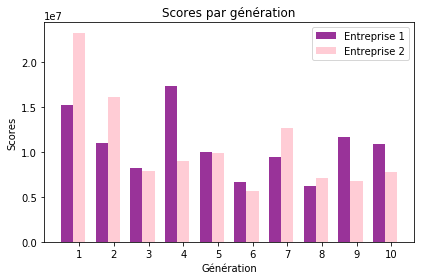 Scores par génération
1e7
Entreprise 1
Entreprise 2
2.0
1.5
1.0
0.5
0.0
Scores
1 2 3 4 5 6 7 8 9 10
Génération